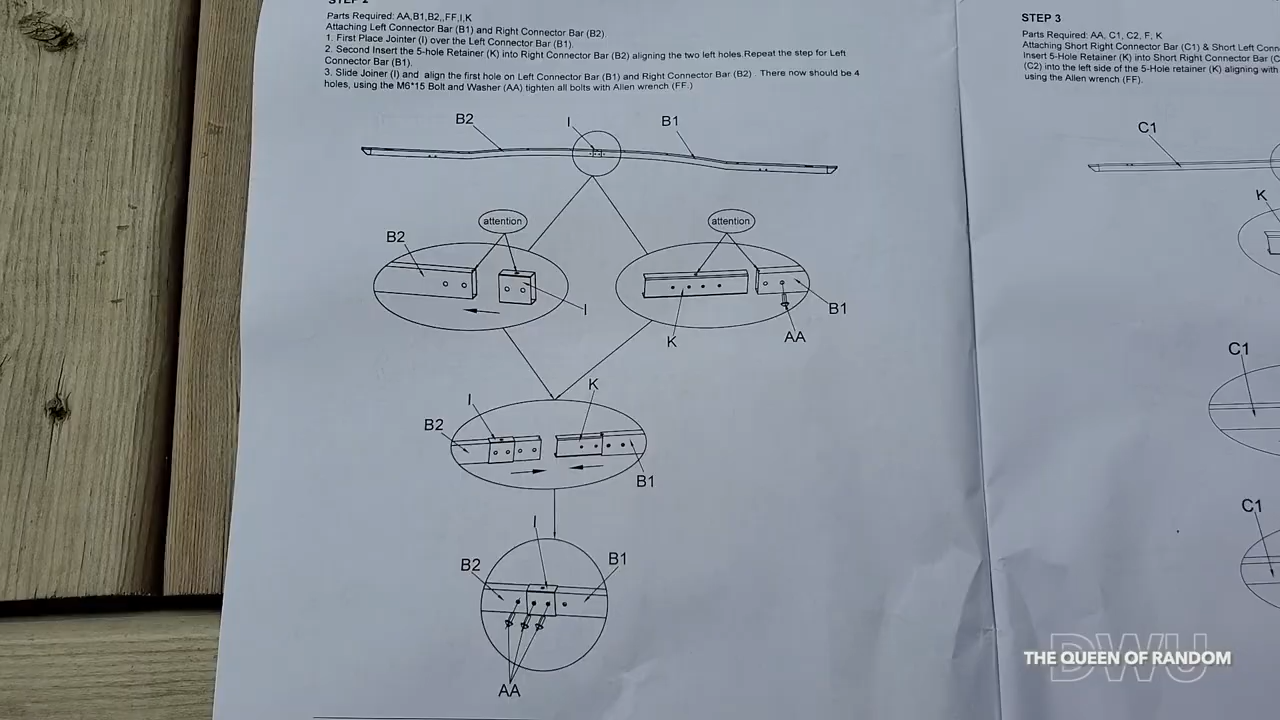 STEP 2
Parts Required: AA,B1,B2,,FF,I,K
Attaching Left Connector Bar (B1) and Right Connector Bar (B2)
1. First Place Jointer (I) over the Left Connector Bar (B1).
2. Second Insert the 5-hole Retainer (K) into Right Connector Bar (B2) aligning the two left holes.Repeat the step for Left
Connector Bar (B1).
3. Slide Joiner (I) and align the first hole on Left Connector Bar (B1) and Right Connector Bar (B2) . There now should be 4
holes, using the M6*15 Bolt and Washer (AA) tighten all bolts with Allen wrench (FF.)
B2
I
B1
attention
attention
B2
I
K
AA
B1
K
I
B2
B1
I
B2
B1
AA
STEP 3
Parts Required: AA, C1, C2, F, K
Attaching Short Right Connector Bar (C1) & Short Left Conn
Insert 5-Hole Retainer (K) into Short Right Connector Bar (C
(C2) into the left side of the 5-Hole retainer (K) aligning with
using the Allen wrench (FF).
C1
K
C1
C1
DWU
THE QUEEN OF RANDOM